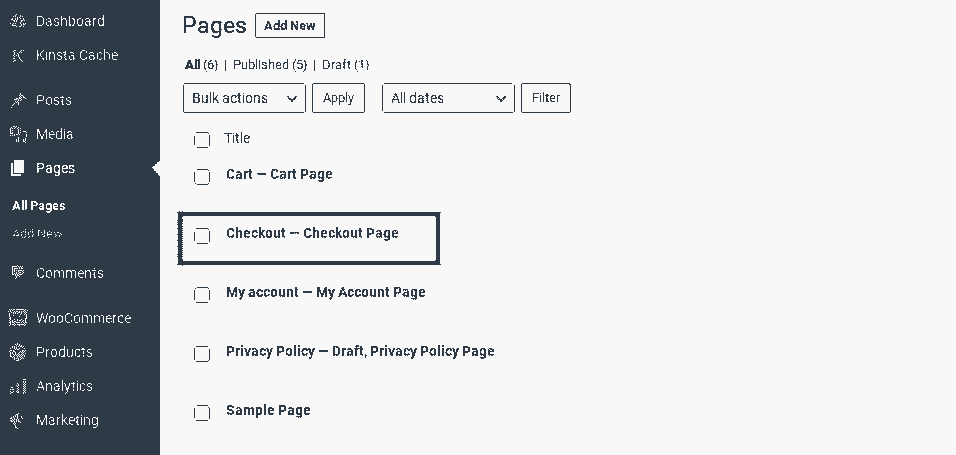 Dashboard
Kinsta Cache
Posts
Media
Pages
All Pages
Add New
Comments
WooCommerce
Products
Analytics
Marketing
Pages Add New
All (6) | Published (5) | Draft (1)
Bulk actions Apply All dates Filter
Title
Cart — Cart Page
Checkout — Checkout Page
My account — My Account Page
Privacy Policy — Draft, Privacy Policy Page
Sample Page